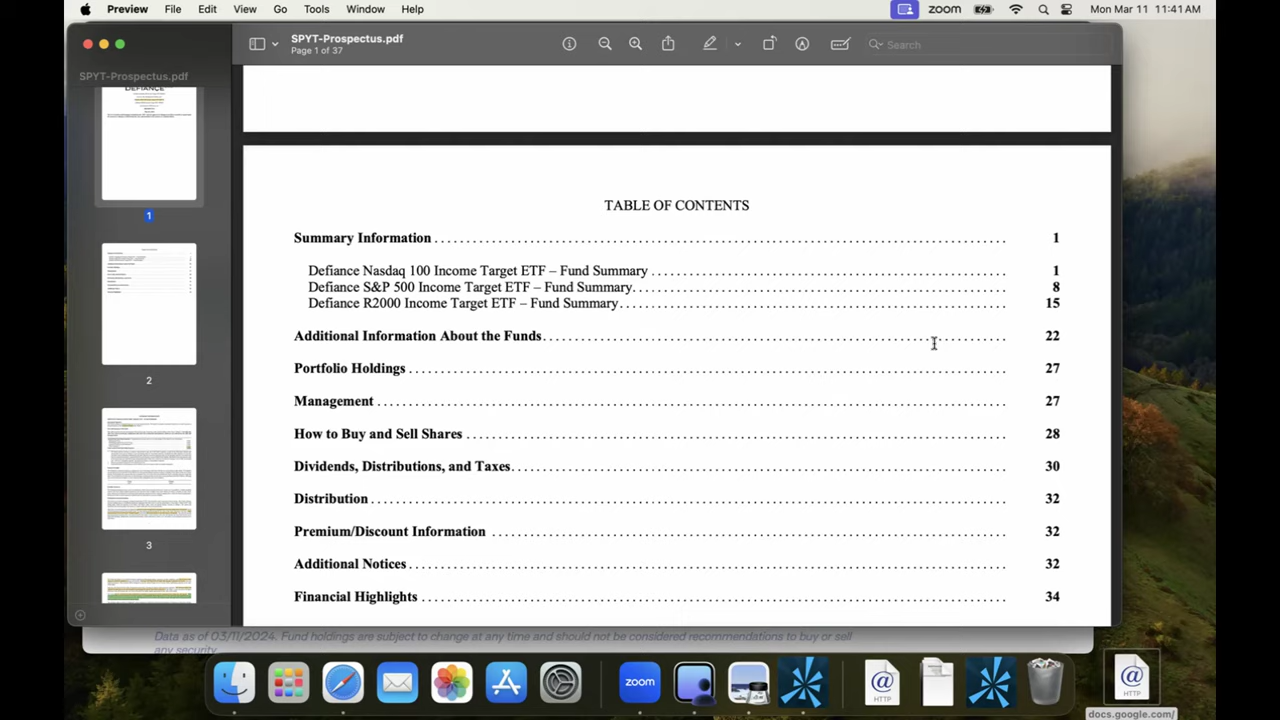 Preview File Edit View Go Tools Window Help zoom Mon Mar 11 11:41 AM
SPYT-Prospectus.pdf
Page 1 of 37
Search
SPYT-Prospectus.pdf
DEFIANCE
1
2
3
TABLE OF CONTENTS
Summary Information 1
Defiance Nasdaq 100 Income Target ETF – Fund Summary 1
Defiance S&P 500 Income Target ETF – Fund Summary 8
Defiance R2000 Income Target ETF – Fund Summary 15
Additional Information About the Funds 22
Portfolio Holdings 27
Management 27
How to Buy and Sell Shares 28
Dividends, Distributions, and Taxes 30
Distribution 32
Premium/Discount Information 32
Additional Notices 32
Financial Highlights 34
Data as of 03/11/2024. Fund holdings are subject to change at any time and should not be considered recommendations to buy or sell
any security.
zoom
HTTP
HTTP
docs.google.com/